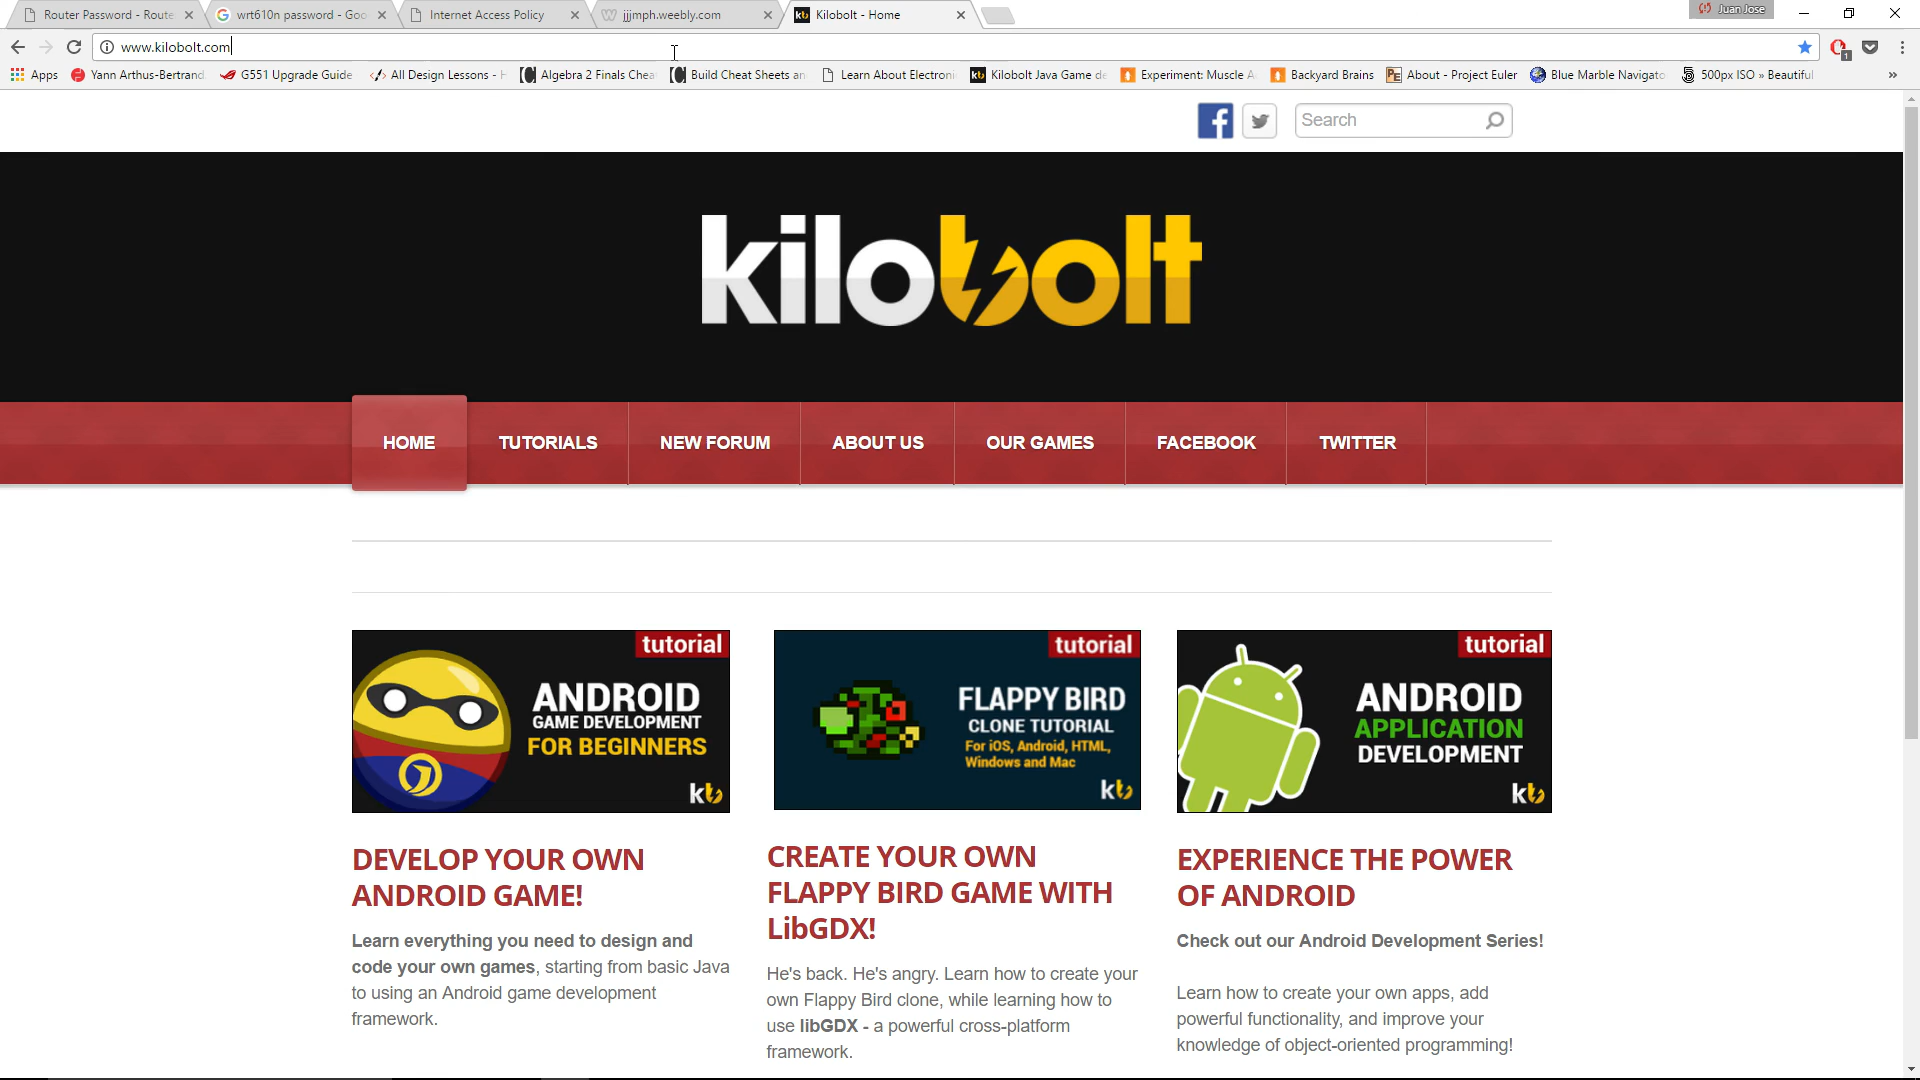 Router Password - Route
wrt610n password - Goo
Internet Access Policy
jjjmph.weebly.com
Kilobolt - Home
Juan Jose
www.kilobolt.com
Apps
Yann Arthus-Bertrand
G551 Upgrade Guide
All Design Lessons - H
Algebra 2 Finals Chea
Build Cheat Sheets an
Learn About Electroni
Kilobolt Java Game de
Experiment: Muscle A
Backyard Brains
About - Project Euler
Blue Marble Navigato
500px ISO » Beautiful
Search
kilobolt
HOME
TUTORIALS
NEW FORUM
ABOUT US
OUR GAMES
FACEBOOK
TWITTER
tutorial
ANDROID
GAME DEVELOPMENT
FOR BEGINNERS
kb
DEVELOP YOUR OWN
ANDROID GAME!
Learn everything you need to design and
code your own games, starting from basic Java
to using an Android game development
framework.
tutorial
FLAPPY BIRD
CLONE TUTORIAL
For iOS, Android, HTML,
Windows and Mac
kb
CREATE YOUR OWN
FLAPPY BIRD GAME WITH
LibGDX!
He's back. He's angry. Learn how to create your
own Flappy Bird clone, while learning how to
use libGDX - a powerful cross-platform
framework.
tutorial
ANDROID
APPLICATION
DEVELOPMENT
kb
EXPERIENCE THE POWER
OF ANDROID
Check out our Android Development Series!
Learn how to create your own apps, add
powerful functionality, and improve your
knowledge of object-oriented programming!